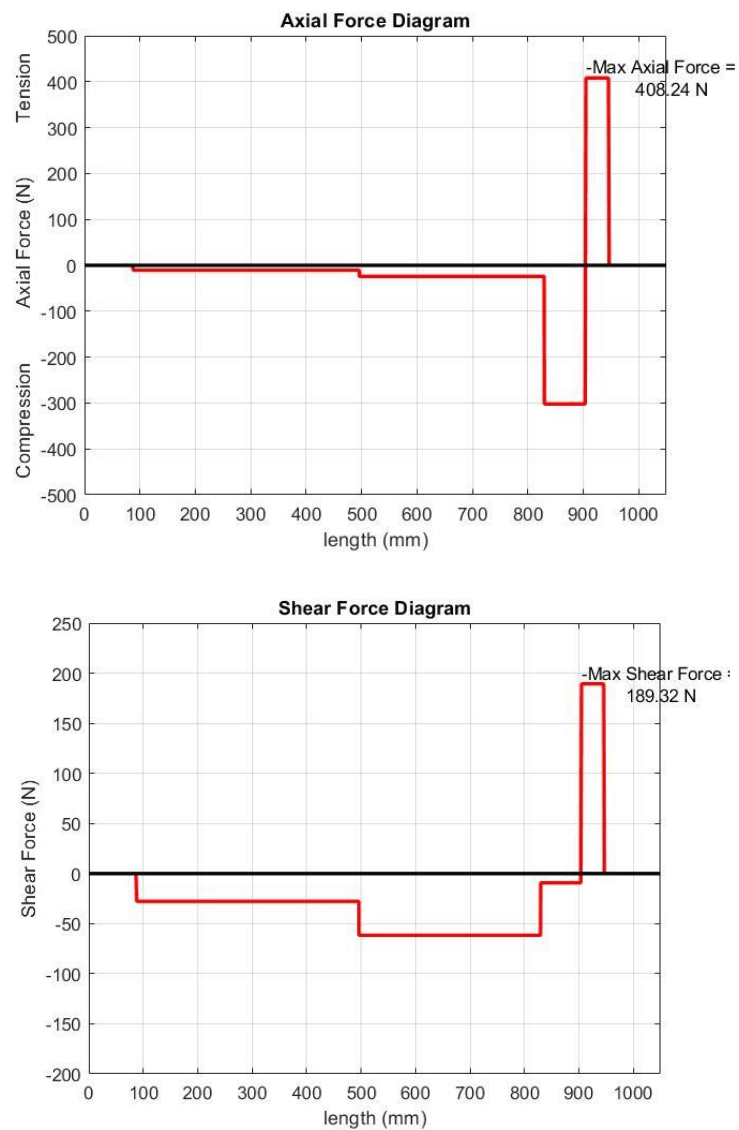 Axial Force Diagram
500
400
300
200
100
0
-100
-200
-300
-400
-500
Tension
Axial Force (N)
Compression
-Max Axial Force =
408.24 N
0 100 200 300 400 500 600 700 800 900 1000
length (mm)
Shear Force Diagram
250
200
150
100
50
0
-50
-100
-150
-200
Shear Force (N)
-Max Shear Force =
189.32 N
0 100 200 300 400 500 600 700 800 900 1000
length (mm)